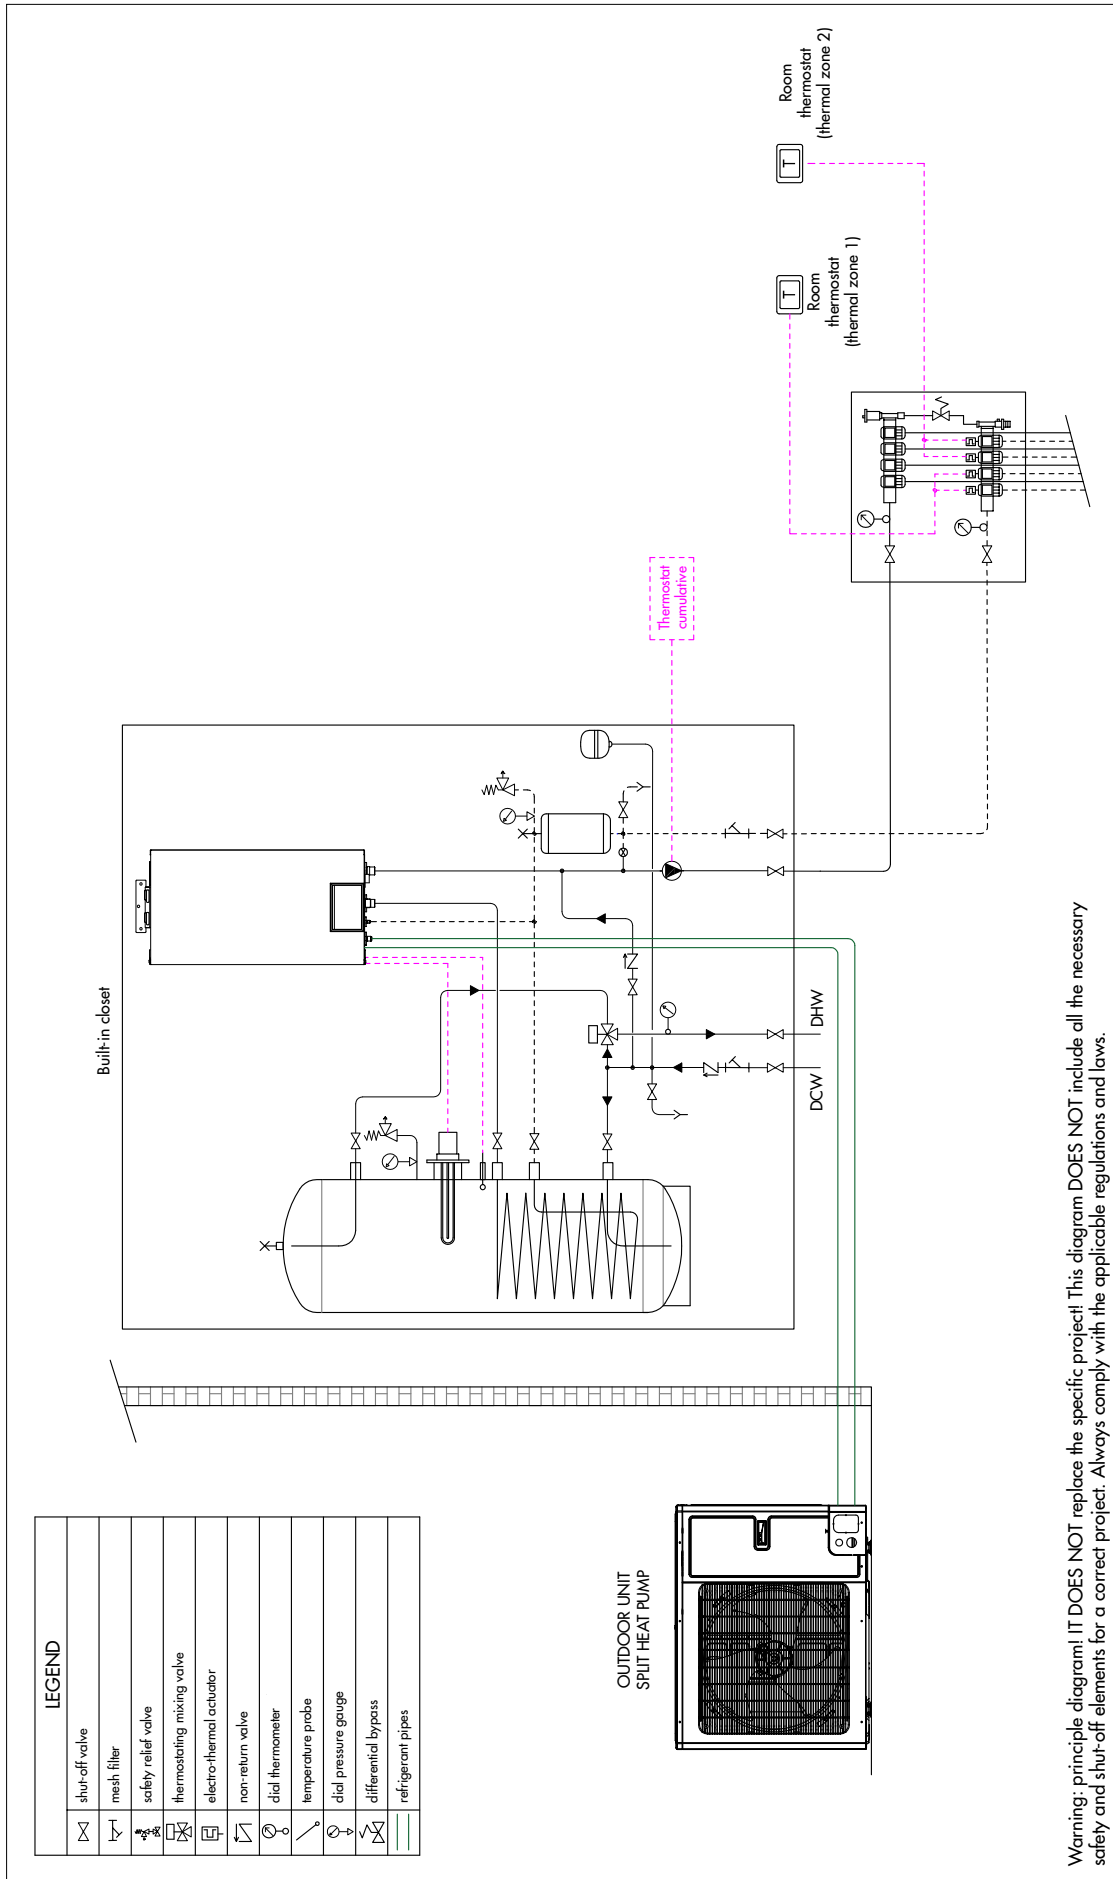 LEGEND
shut-off valve
mesh filter
safety relief valve
thermostating mixing valve
electro-thermal actuator
non-return valve
dial thermometer
temperature probe
dial pressure gauge
differential bypass
refrigerant pipes
OUTDOOR UNIT
SPLIT HEAT PUMP
Built-in closet
DCW
DHW
Thermostat
cumulative
T
Room
thermostat
(thermal zone 1)
T
Room
thermostat
(thermal zone 2)
Warning: principle diagram! IT DOES NOT replace the specific project! This diagram DOES NOT include all the necessary
safety and shut-off elements for a correct project. Always comply with the applicable regulations and laws.